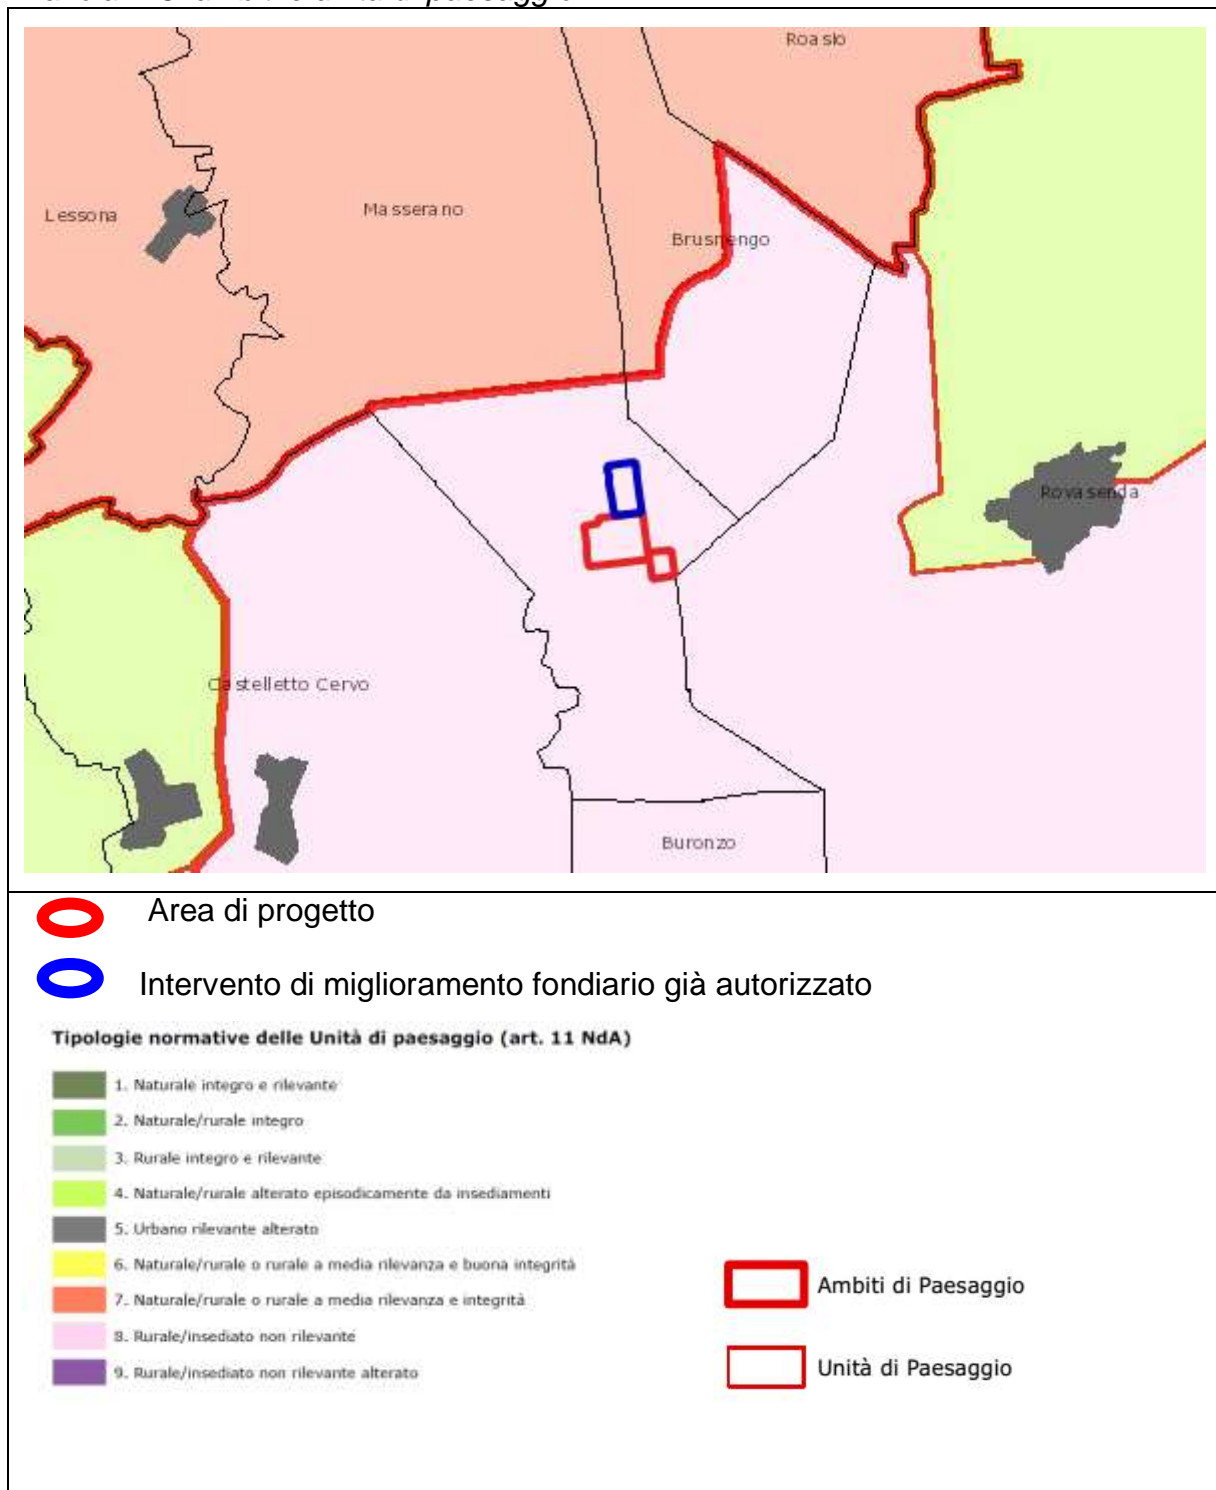 Roasio
Lessona
Masserano
Brusnengo
Rovasenda
Castelletto Cervo
Buronzo
Area di progetto
Intervento di miglioramento fondiario già autorizzato
Tipologie normative delle Unità di paesaggio (art. 11 NdA)
1. Naturale integro e rilevante
2. Naturale/rurale integro
3. Rurale integro e rilevante
4. Naturale/rurale alterato episodicamente da insediamenti
5. Urbano rilevante alterato
6. Naturale/rurale o rurale a media rilevanza e buona integrità
7. Naturale/rurale o rurale a media rilevanza e integrità
8. Rurale/insediato non rilevante
9. Rurale/insediato non rilevante alterato
Ambiti di Paesaggio
Unità di Paesaggio